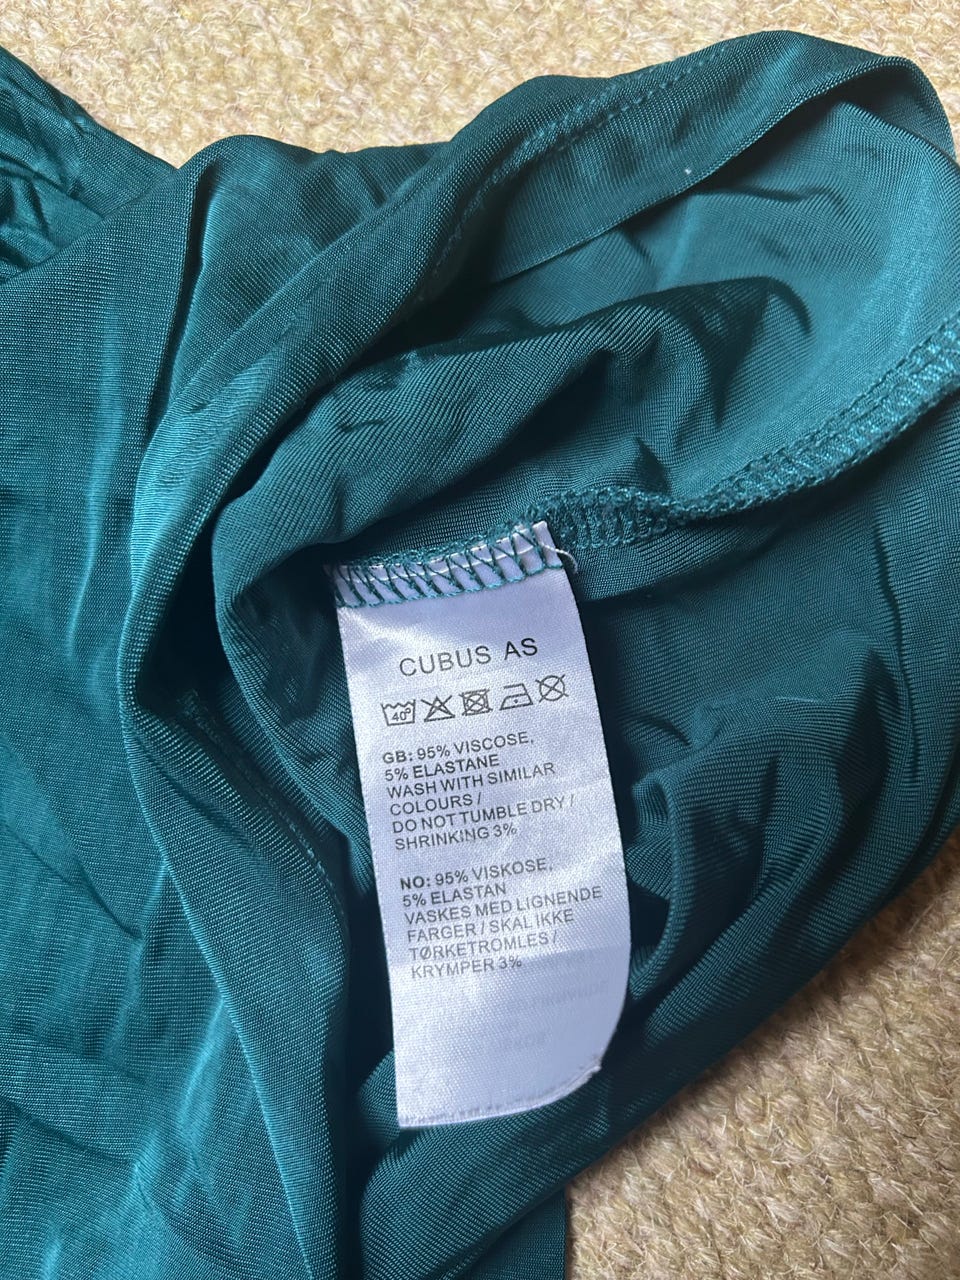 CUBUS AS
40°
GB: 95% VISCOSE,
5% ELASTANE
WASH WITH SIMILAR
COLOURS /
DO NOT TUMBLE DRY /
SHRINKING 3%
NO: 95% VISKOSE,
5% ELASTAN
VASKES MED LIGNENDE
FARGER / SKAL IKKE
TØRKETROMLES /
KRYMPER 3%